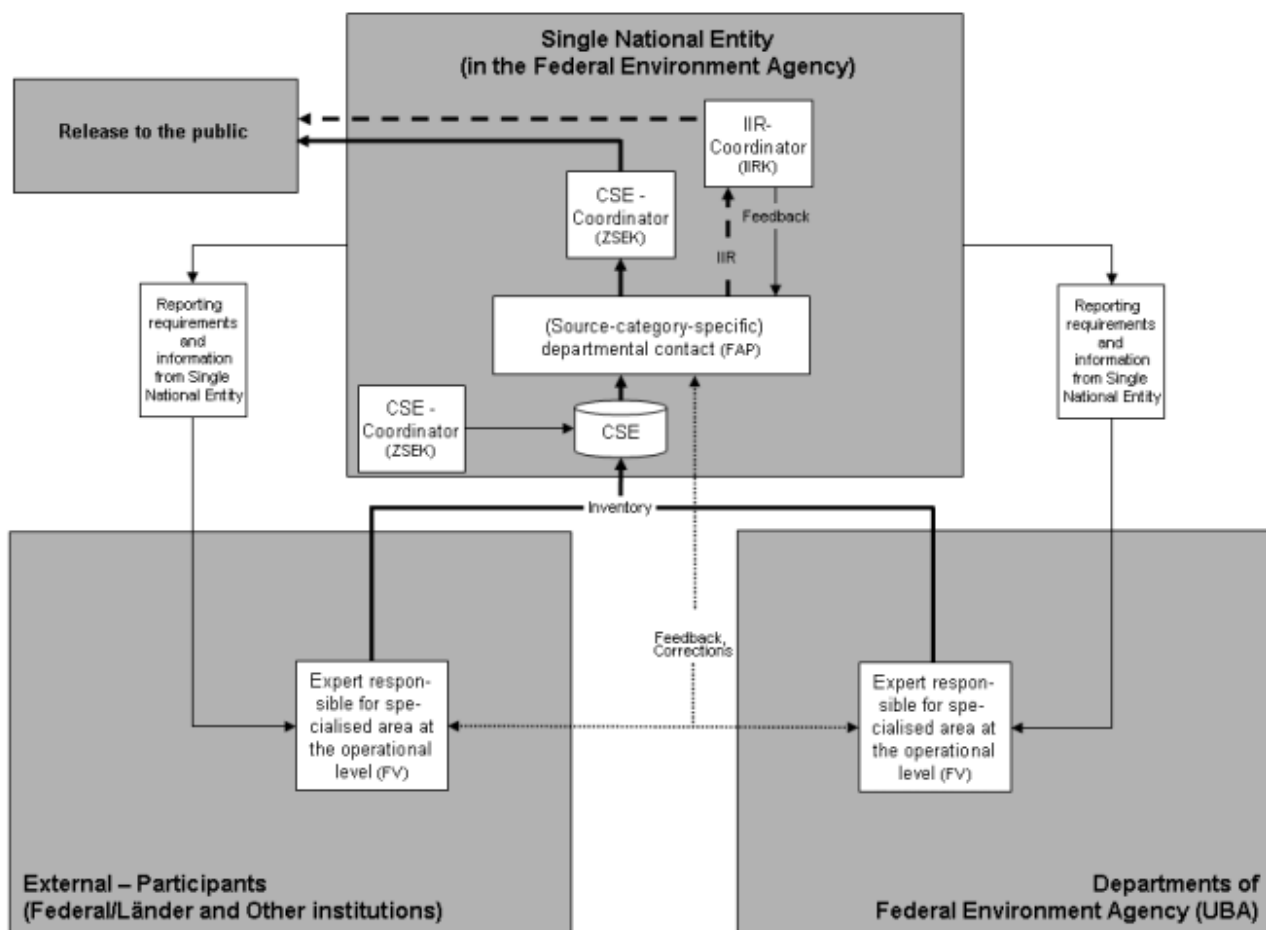 Single National Entity
(in the Federal Environment Agency)
Release to the public
IIR-
Coordinator
(IIRK)
CSE -
Coordinator
(ZSEK)
Feedback
IIR
Reporting
requirements
and
information
from Single
National Entity
Reporting
requirements
and
information
from Single
National Entity
(Source-category-specific)
departmental contact (FAP)
CSE -
Coordinator
(ZSEK)
CSE
Inventory
Feedback,
Corrections
Expert respon-
sible for spe-
cialised area at
the operational
level (FV)
Expert respon-
sible for spe-
cialised area at
the operational
level (FV)
External – Participants
(Federal/Länder and Other institutions)
Departments of
Federal Environment Agency (UBA)